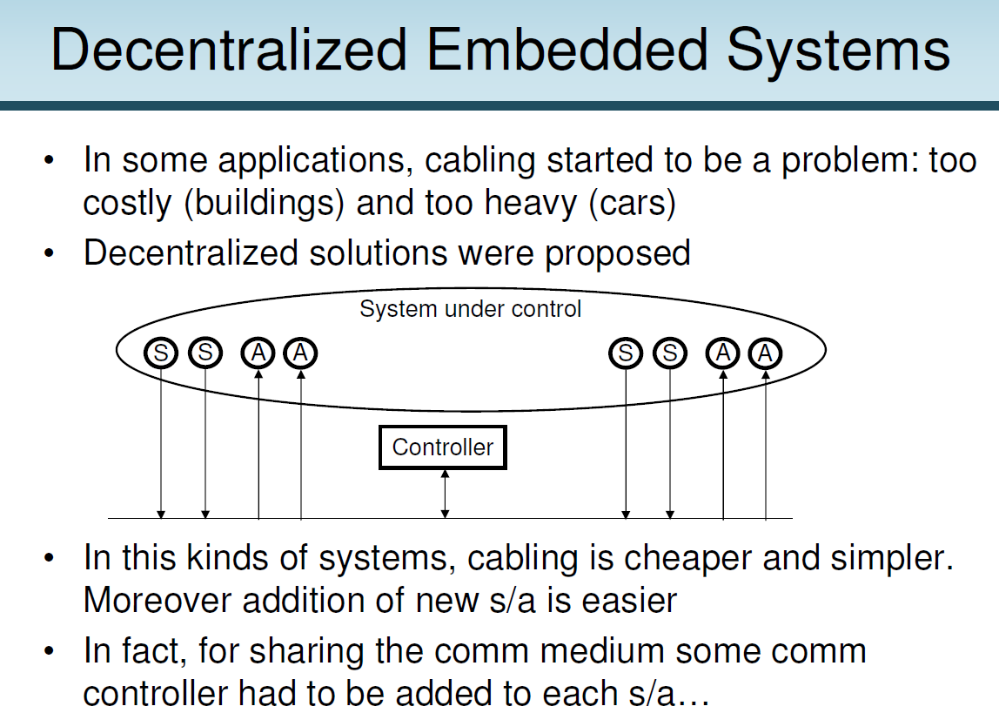 Decentralized Embedded Systems
• In some applications, cabling started to be a problem: too
costly (buildings) and too heavy (cars)
• Decentralized solutions were proposed
System under control
S S A A S S A A
Controller
• In this kinds of systems, cabling is cheaper and simpler.
Moreover addition of new s/a is easier
• In fact, for sharing the comm medium some comm
controller had to be added to each s/a…